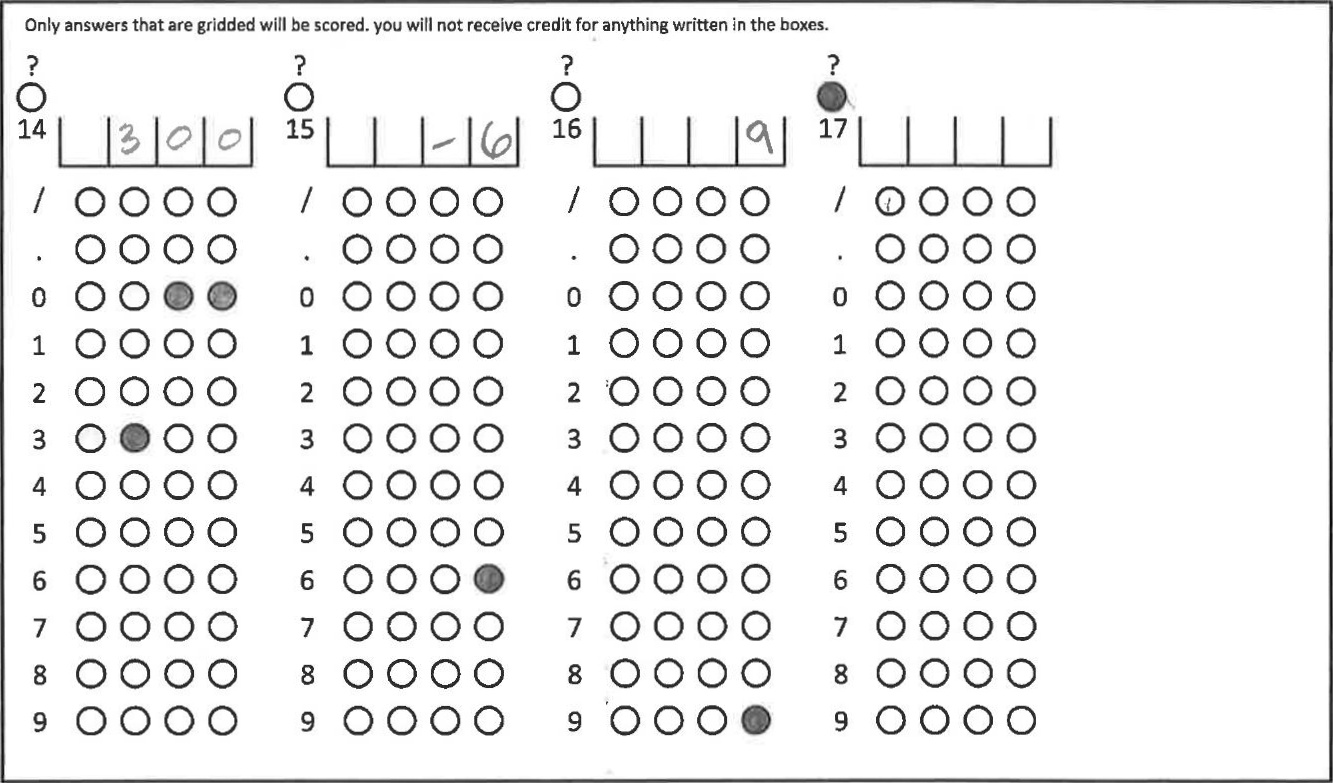 Only answers that are gridded will be scored. you will not receive credit for anything written in the boxes.
? ? ? ?
14 300 15 -6 16 9 17
/ / / /
. . . .
0 0 0 0
1 1 1 1
2 2 2 2
3 3 3 3
4 4 4 4
5 5 5 5
6 6 6 6
7 7 7 7
8 8 8 8
9 9 9 9